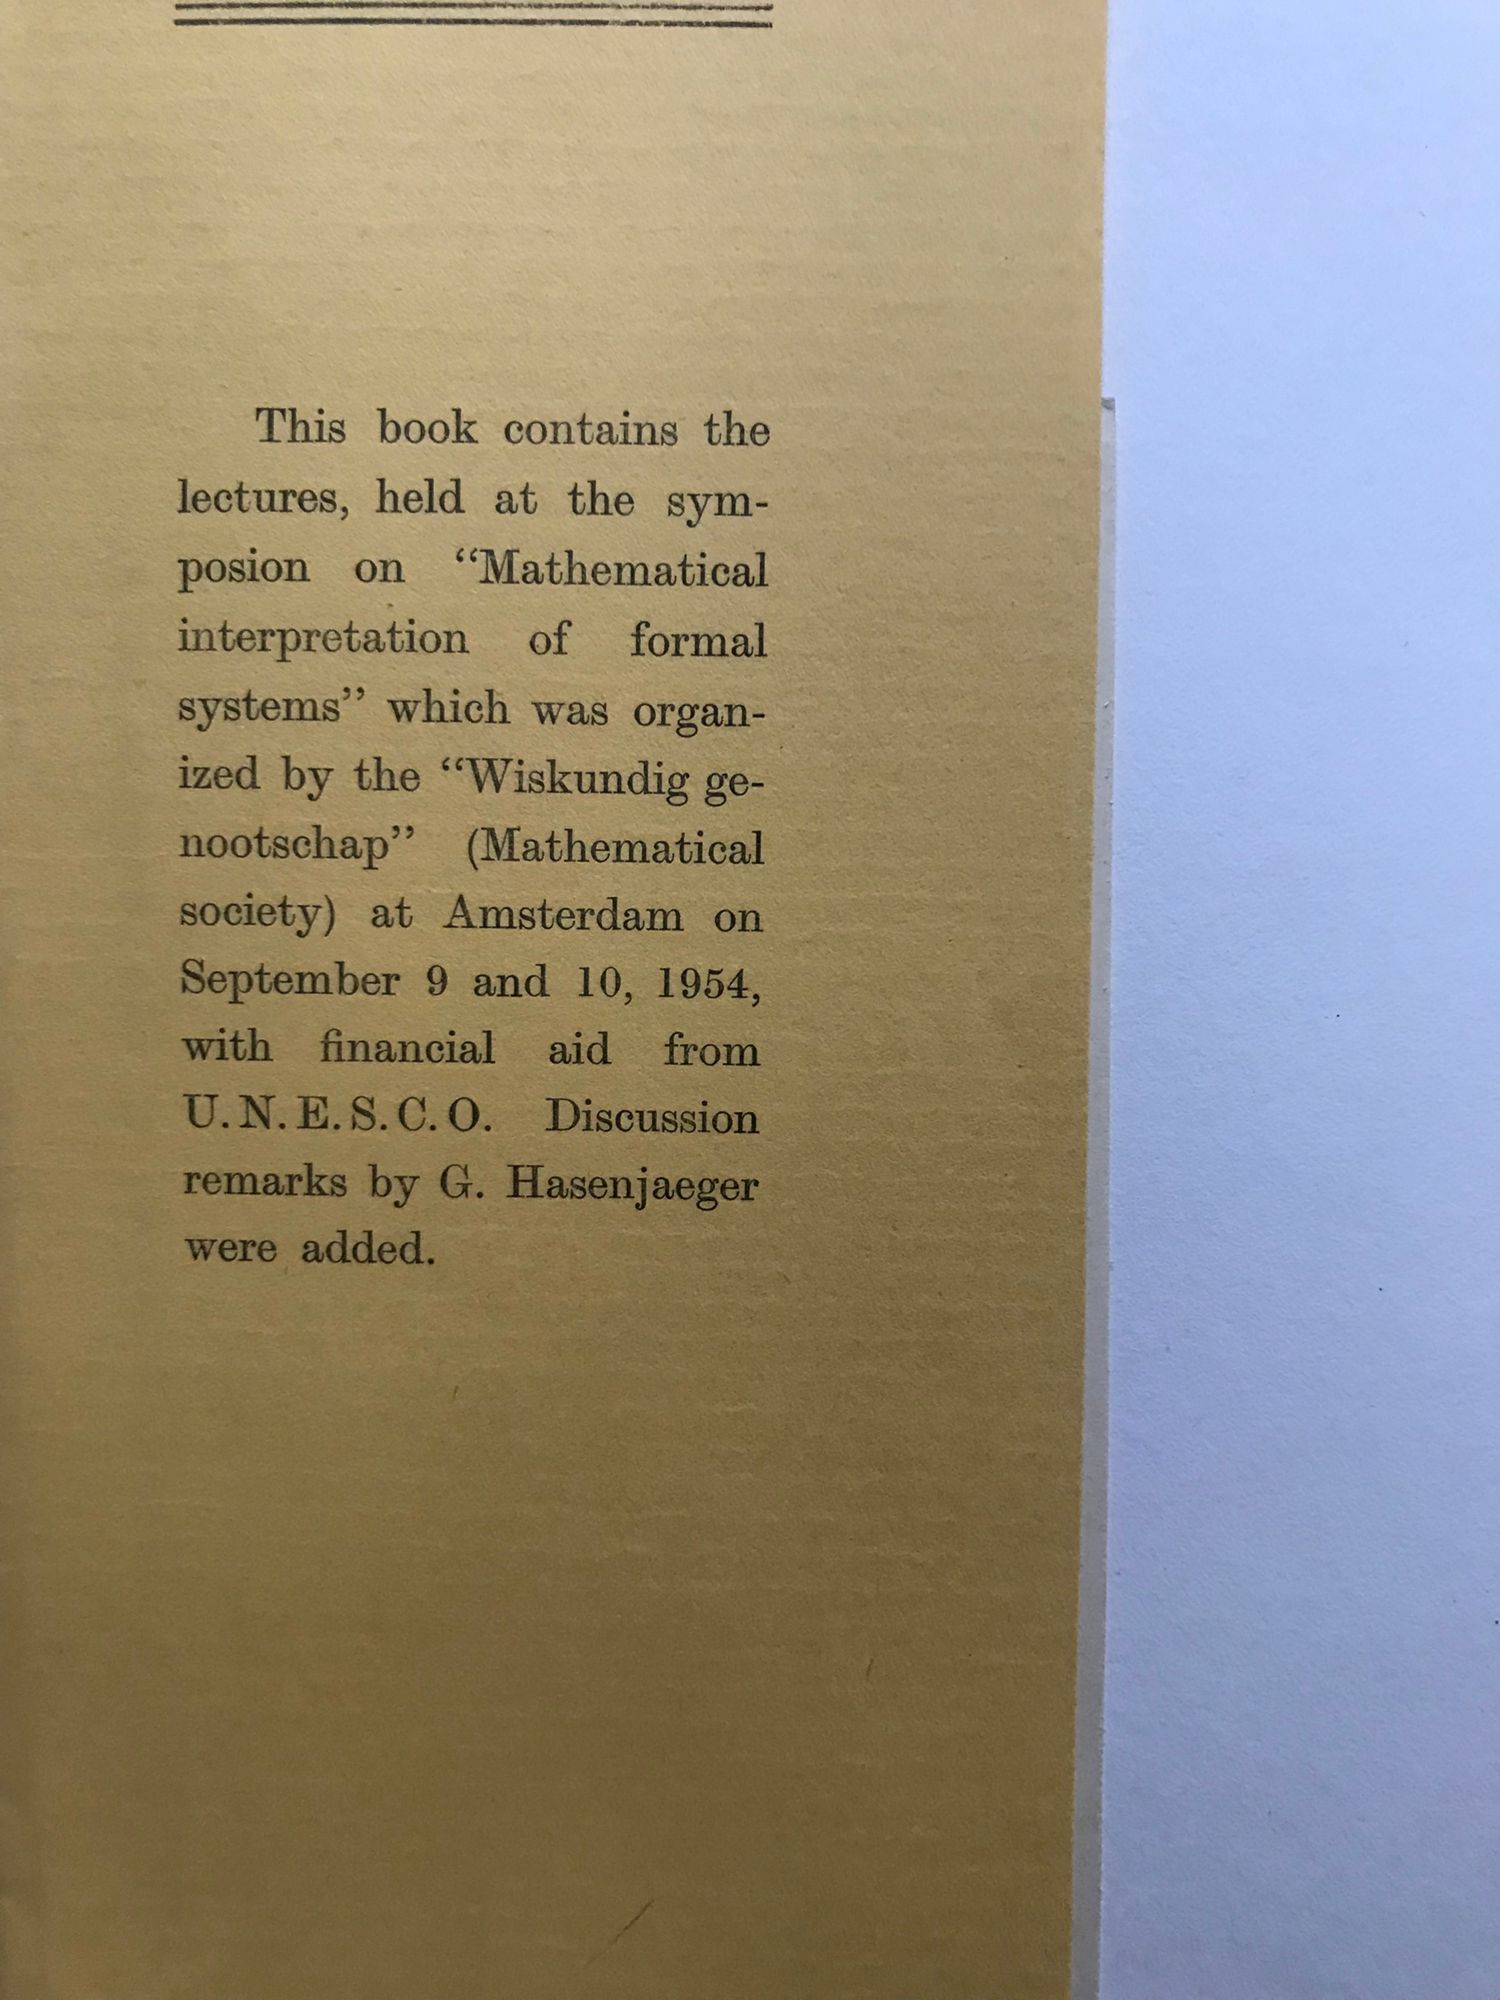 This book contains the
lectures, held at the sym-
posion on “Mathematical
interpretation of formal
systems” which was organ-
ized by the “Wiskundig ge-
nootschap” (Mathematical
society) at Amsterdam on
September 9 and 10, 1954,
with financial aid from
U.N.E.S.C.O. Discussion
remarks by G. Hasenjaeger
were added.